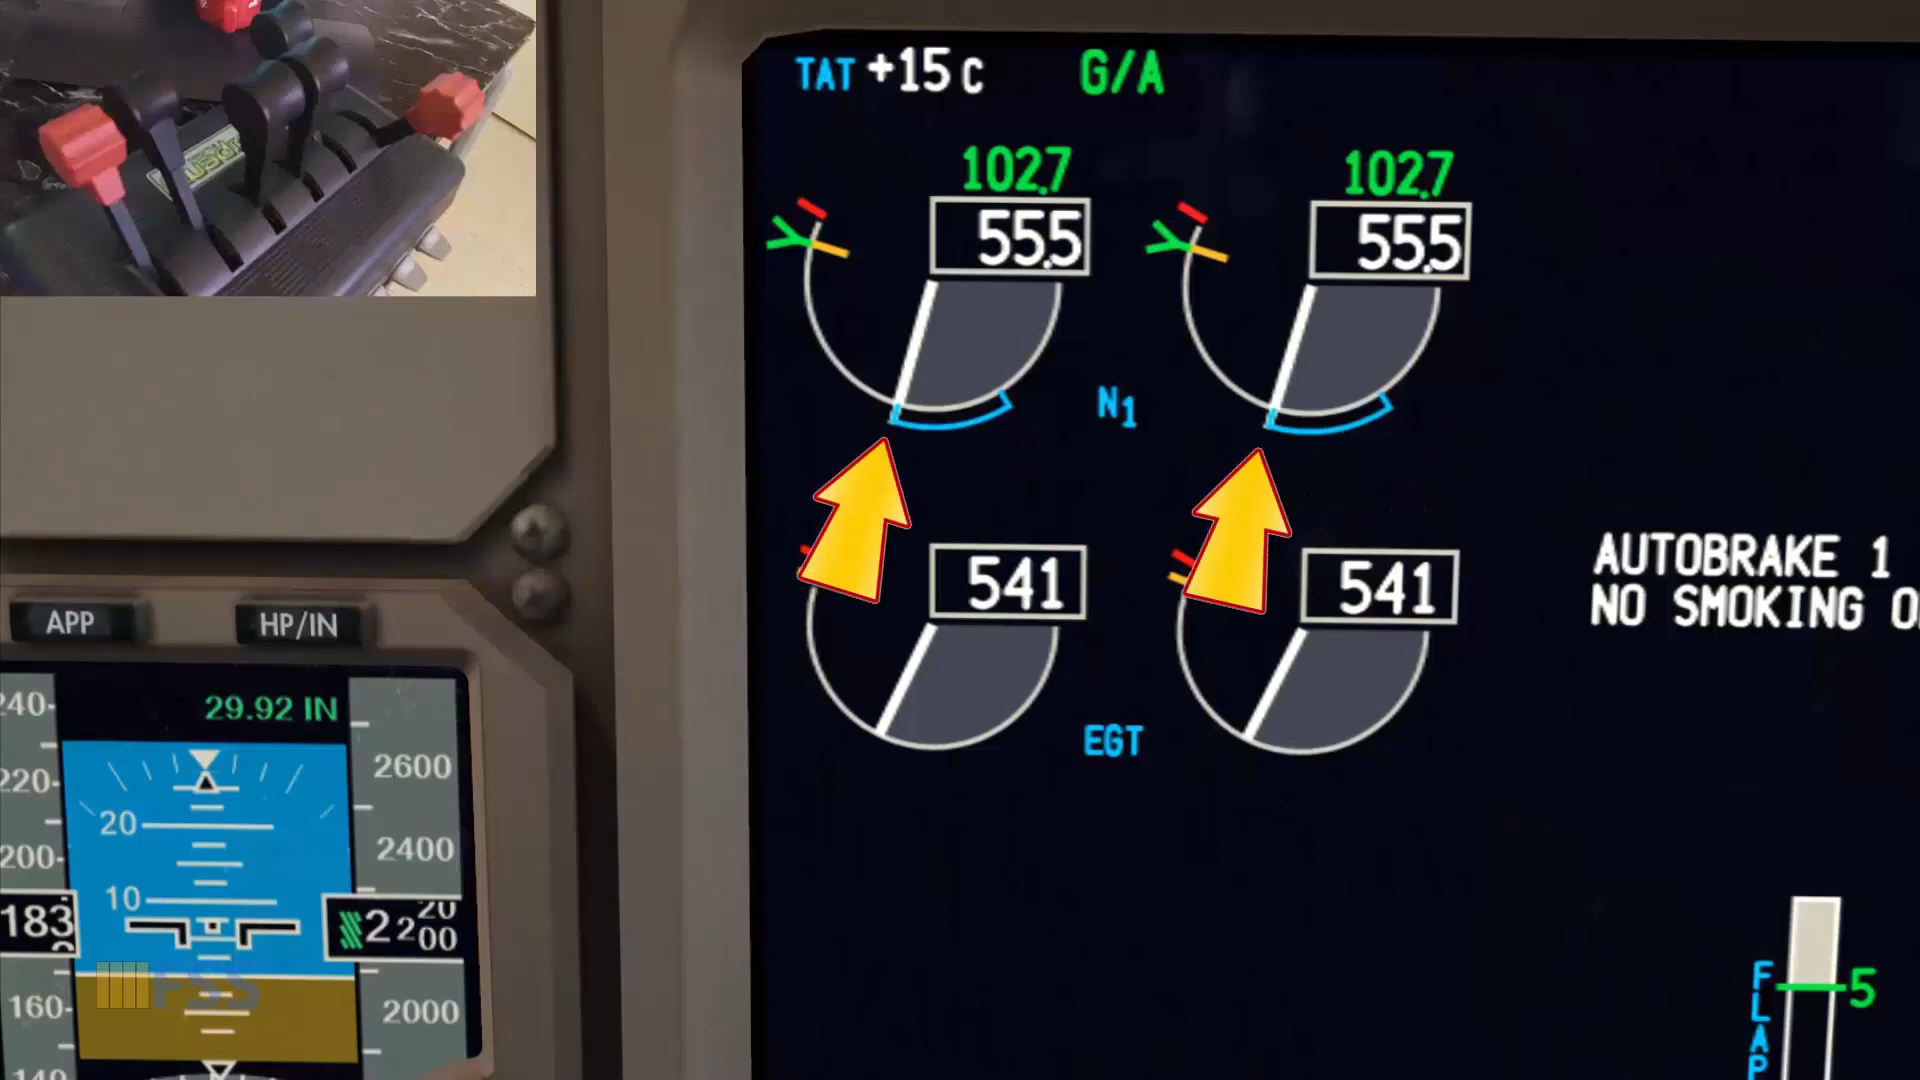 TAT +15 c G/A
102.7 102.7
55.5 55.5
N1
541 541
EGT
AUTOBRAKE 1
NO SMOKING
APP HP/IN
29.92 IN
240
220
200
183
160
140
20
10
2600
2400
2 2 20
00
2000
FSS
FLAP
5